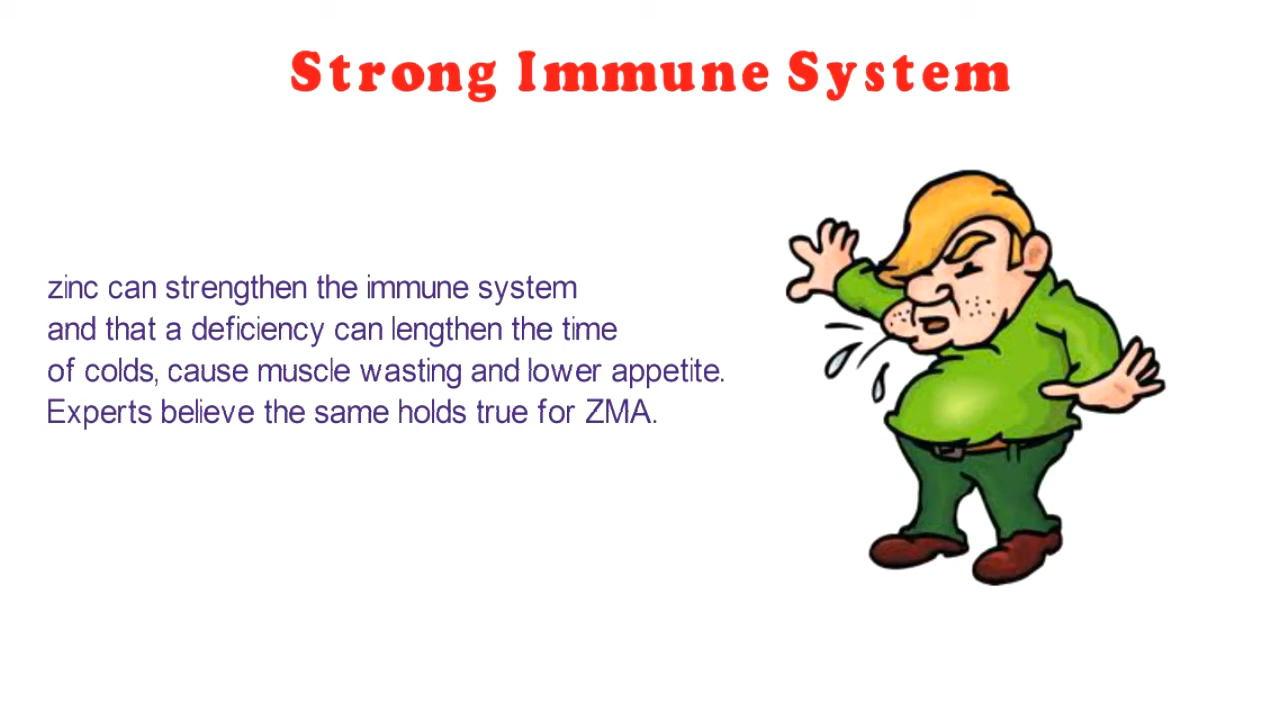 Strong Immune System
zinc can strengthen the immune system
and that a deficiency can lengthen the time
of colds, cause muscle wasting and lower appetite.
Experts believe the same holds true for ZMA.